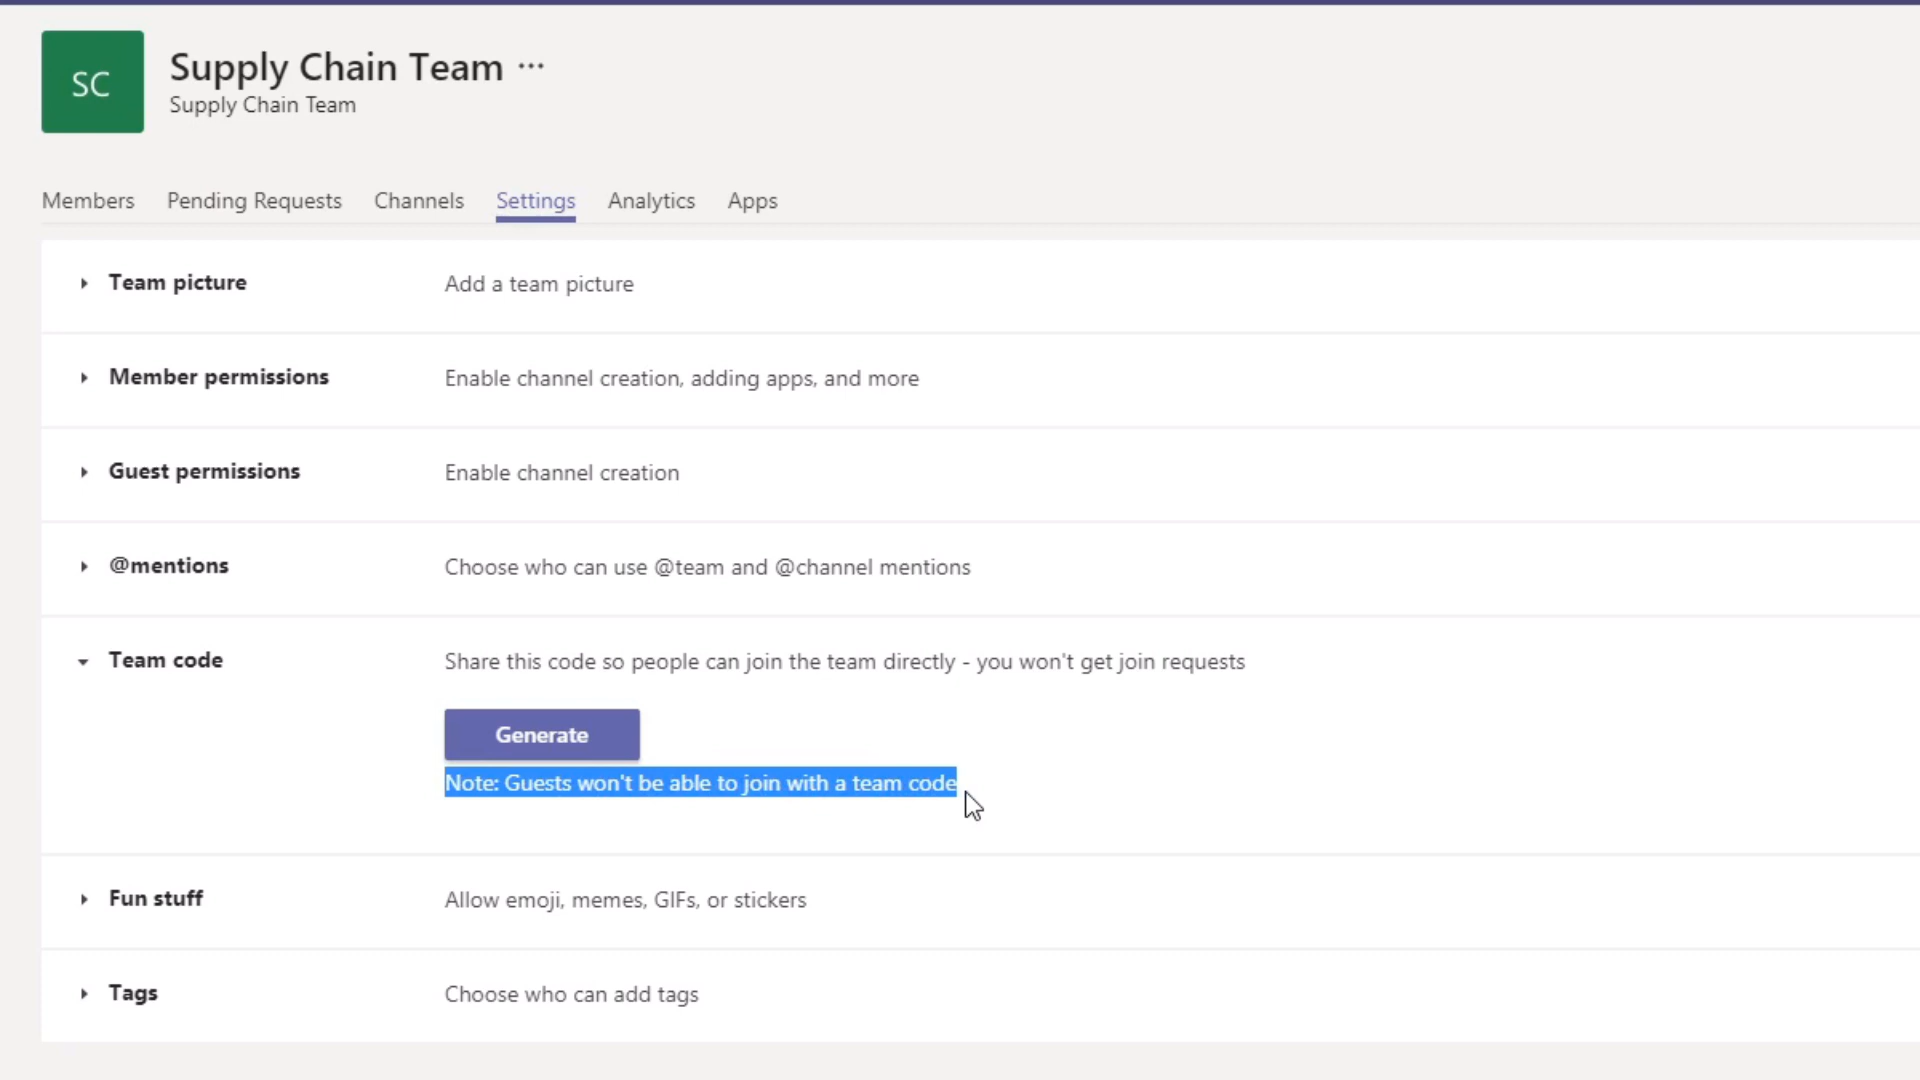 SC
Supply Chain Team ...
Supply Chain Team
Members Pending Requests Channels Settings Analytics Apps
Team picture Add a team picture
Member permissions Enable channel creation, adding apps, and more
Guest permissions Enable channel creation
@mentions Choose who can use @team and @channel mentions
Team code Share this code so people can join the team directly - you won't get join requests
Generate
Note: Guests won't be able to join with a team code
Fun stuff Allow emoji, memes, GIFs, or stickers
Tags Choose who can add tags